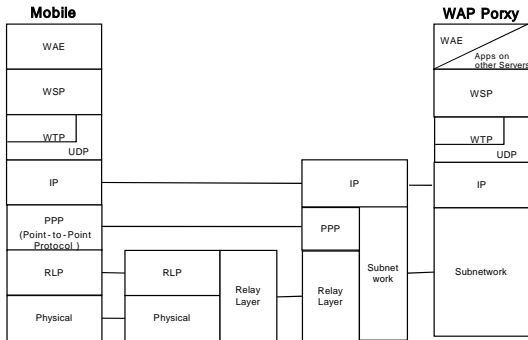 Mobile
WAE
WSP
WTP
UDP
IP
PPP
(Point-to-Point
Protocol )
RLP
Physical
RLP
Physical
Relay
Layer
IP
PPP
Relay
Layer
Subnet
work
WAP Porxy
WAE
Apps on
other Servers
WSP
WTP
UDP
IP
Subnetwork